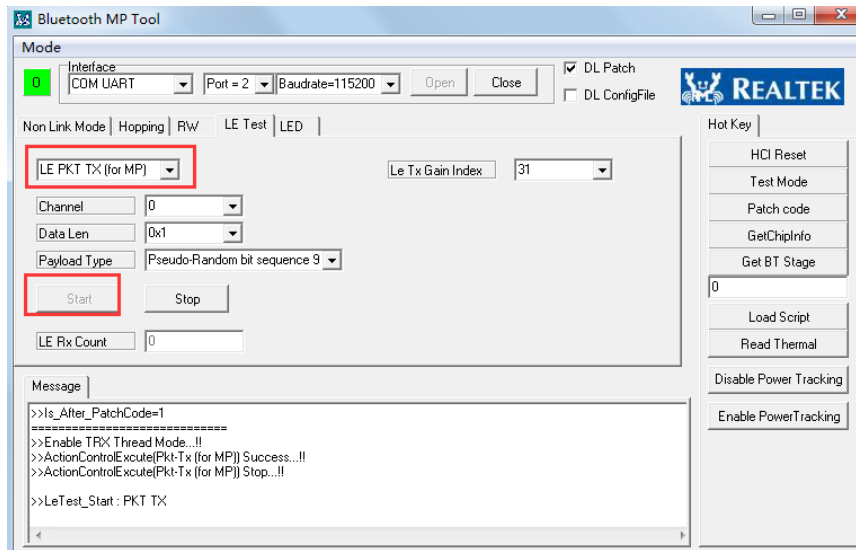 Bluetooth MP Tool
Mode
0
Interface
COM UART
Port = 2
Baudrate=115200
Open
Close
DL Patch
DL ConfigFile
REALTEK
Non Link Mode
Hopping
RW
LE Test
LED
Hot Key
LE PKT TX (for MP)
Le Tx Gain Index
31
Channel
0
Data Len
0x1
Payload Type
Pseudo-Random bit sequence 9
Start
Stop
LE Rx Count
0
HCI Reset
Test Mode
Patch code
GetChipInfo
Get BT Stage
0
Load Script
Read Thermal
Disable Power Tracking
Enable PowerTracking
Message
>>Is_After_PatchCode=1
=============================
>>Enable TRX Thread Mode...!!
>>ActionControlExcute(Pkt-Tx (for MP)) Success...!!
>>ActionControlExcute(Pkt-Tx (for MP)) Stop...!!
>>LeTest_Start : PKT TX